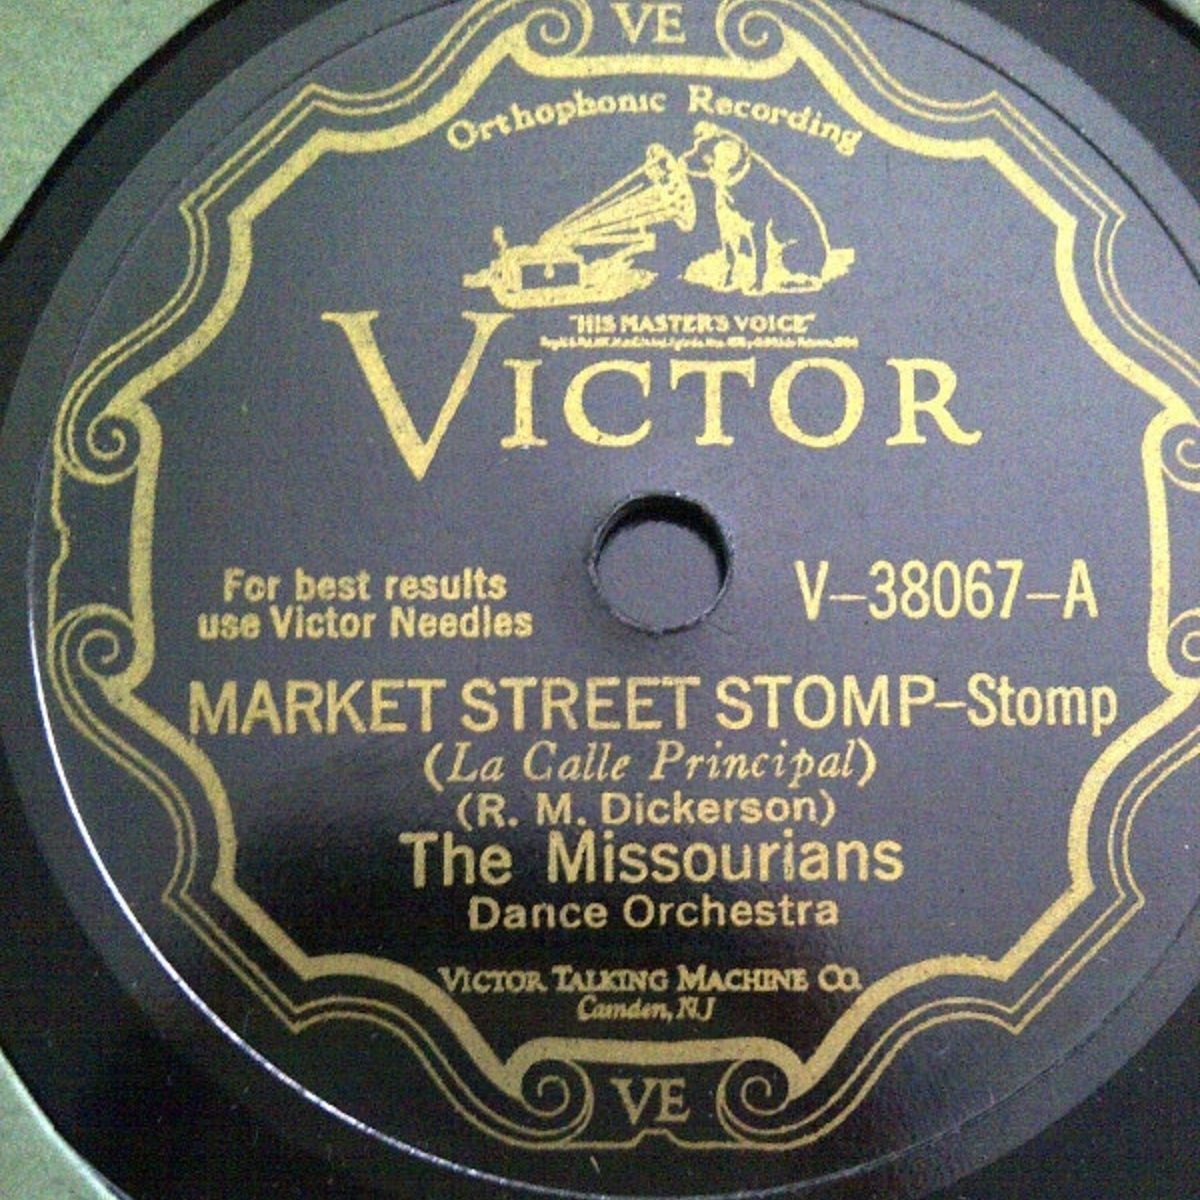 VE
Orthophonic Recording
"HIS MASTER'S VOICE"
VICTOR
For best results
use Victor Needles
V-38067-A
MARKET STREET STOMP-Stomp
(La Calle Principal)
(R. M. Dickerson)
The Missourians
Dance Orchestra
VICTOR TALKING MACHINE CO.
Camden, N.J
VE